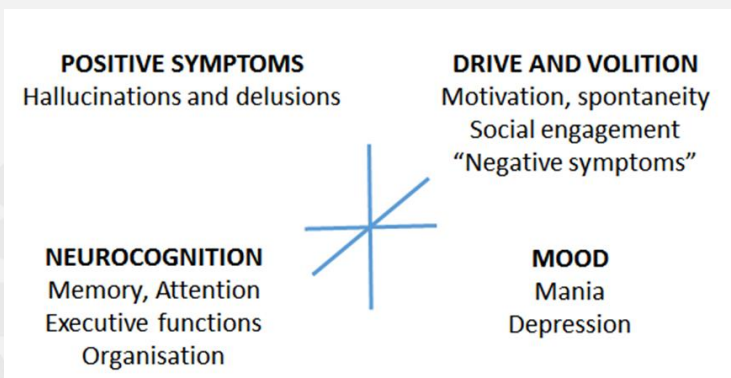 POSITIVE SYMPTOMS
Hallucinations and delusions
DRIVE AND VOLITION
Motivation, spontaneity
Social engagement
“Negative symptoms”
NEUROCOGNITION
Memory, Attention
Executive functions
Organisation
MOOD
Mania
Depression